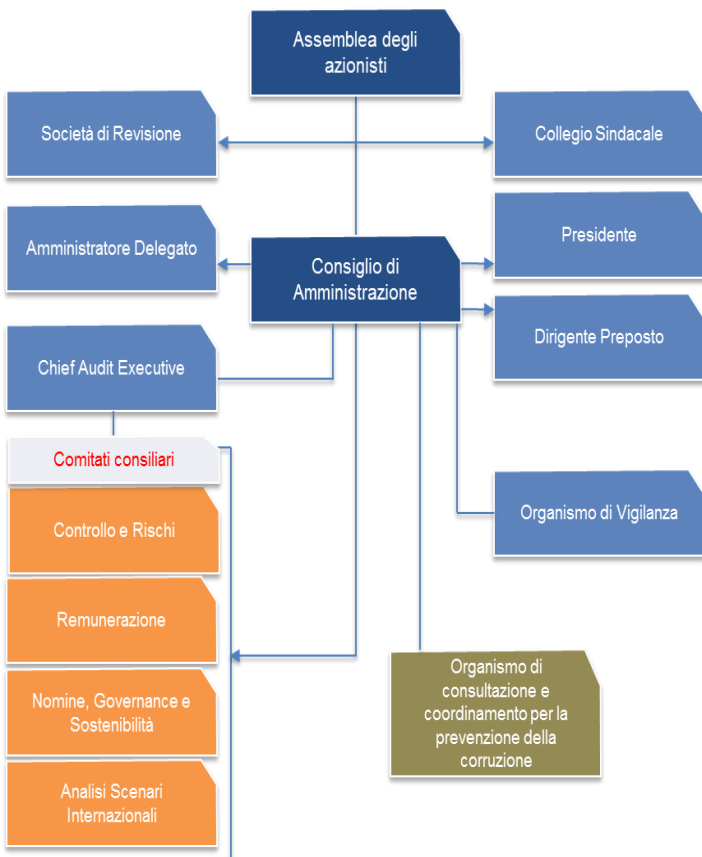 Assemblea degli
azionisti
Società di Revisione
Collegio Sindacale
Amministratore Delegato
Consiglio di
Amministrazione
Presidente
Dirigente Preposto
Chief Audit Executive
Comitati consiliari
Controllo e Rischi
Organismo di Vigilanza
Remunerazione
Nomine, Governance e
Sostenibilità
Organismo di
consultazione e
coordinamento per la
prevenzione della
corruzione
Analisi Scenari
Internazionali